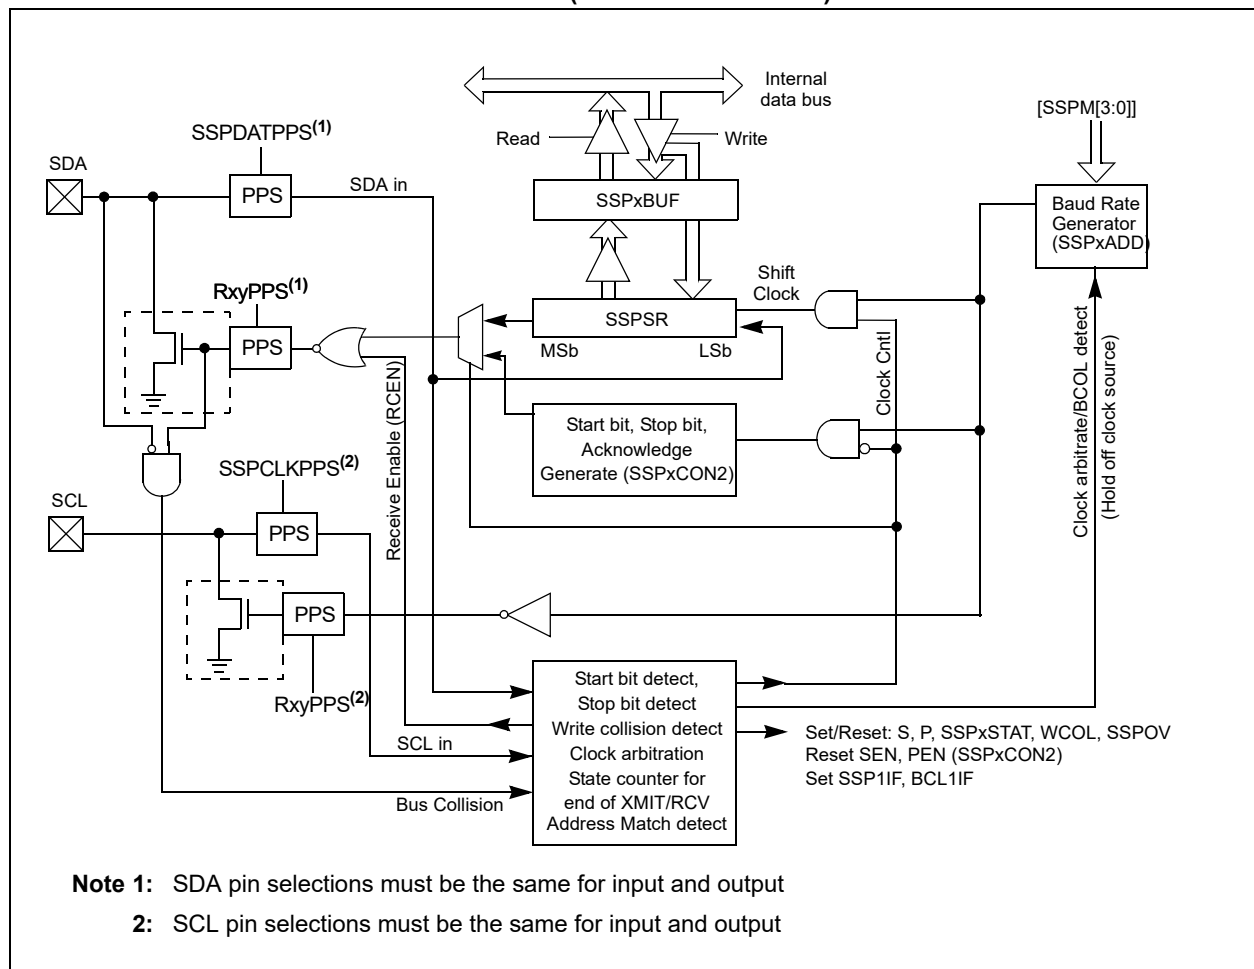 Internal
data bus
[SSPM[3:0]]
SSPDATPPS(1)
Read
Write
SDA
PPS
SDA in
SSPxBUF
Baud Rate
Generator
(SSPxADD)
Shift
Clock
RxyPPS(1)
SSPSR
PPS
MSb
LSb
Clock Cntl
Clock arbitrate/BCOL detect
(Hold off clock source)
Receive Enable (RCEN)
Start bit, Stop bit,
Acknowledge
Generate (SSPxCON2)
SSPCLKPPS(2)
SCL
PPS
PPS
RxyPPS(2)
SCL in
Bus Collision
Start bit detect,
Stop bit detect
Write collision detect
Clock arbitration
State counter for
end of XMIT/RCV
Address Match detect
Set/Reset: S, P, SSPxSTAT, WCOL, SSPOV
Reset SEN, PEN (SSPxCON2)
Set SSP1IF, BCL1IF
Note 1: SDA pin selections must be the same for input and output
2: SCL pin selections must be the same for input and output